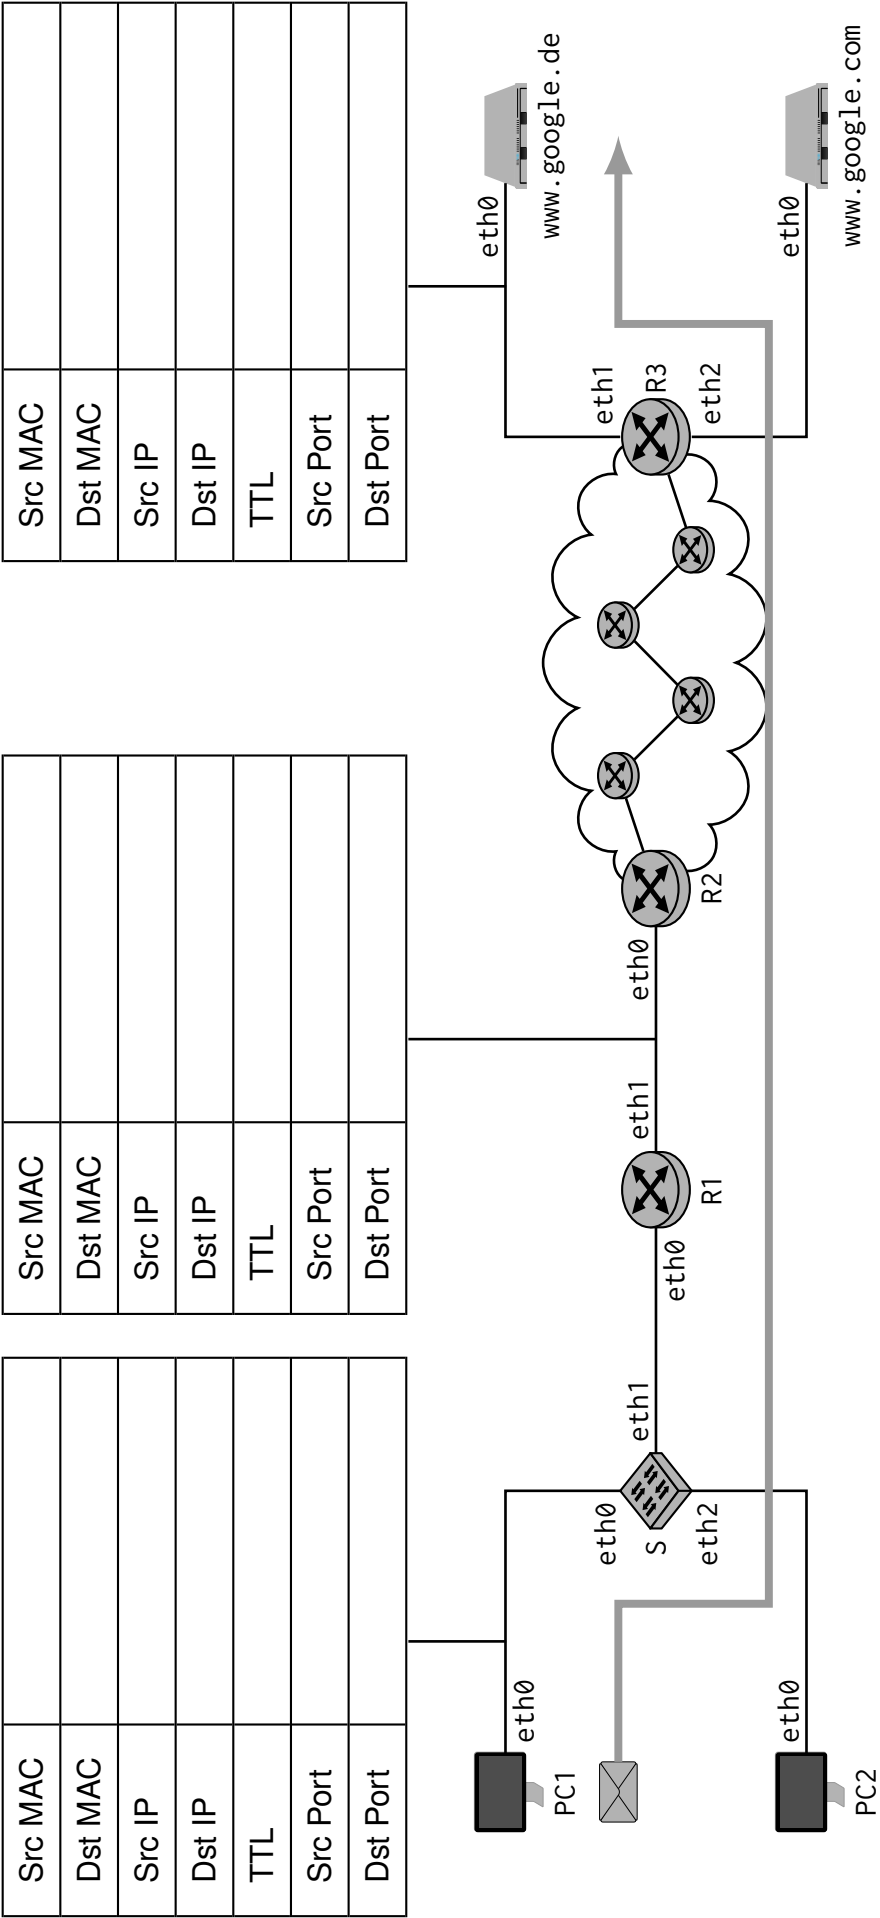 Src MAC
Dst MAC
Src IP
Dst IP
TTL
Src Port
Dst Port
Src MAC
Dst MAC
Src IP
Dst IP
TTL
Src Port
Dst Port
Src MAC
Dst MAC
Src IP
Dst IP
TTL
Src Port
Dst Port
PC1
eth0
PC2
eth0
eth0
S
eth2
eth1
eth0
R1
eth1
eth0
R2
eth1
R3
eth2
eth0
www.google.de
eth0
www.google.com